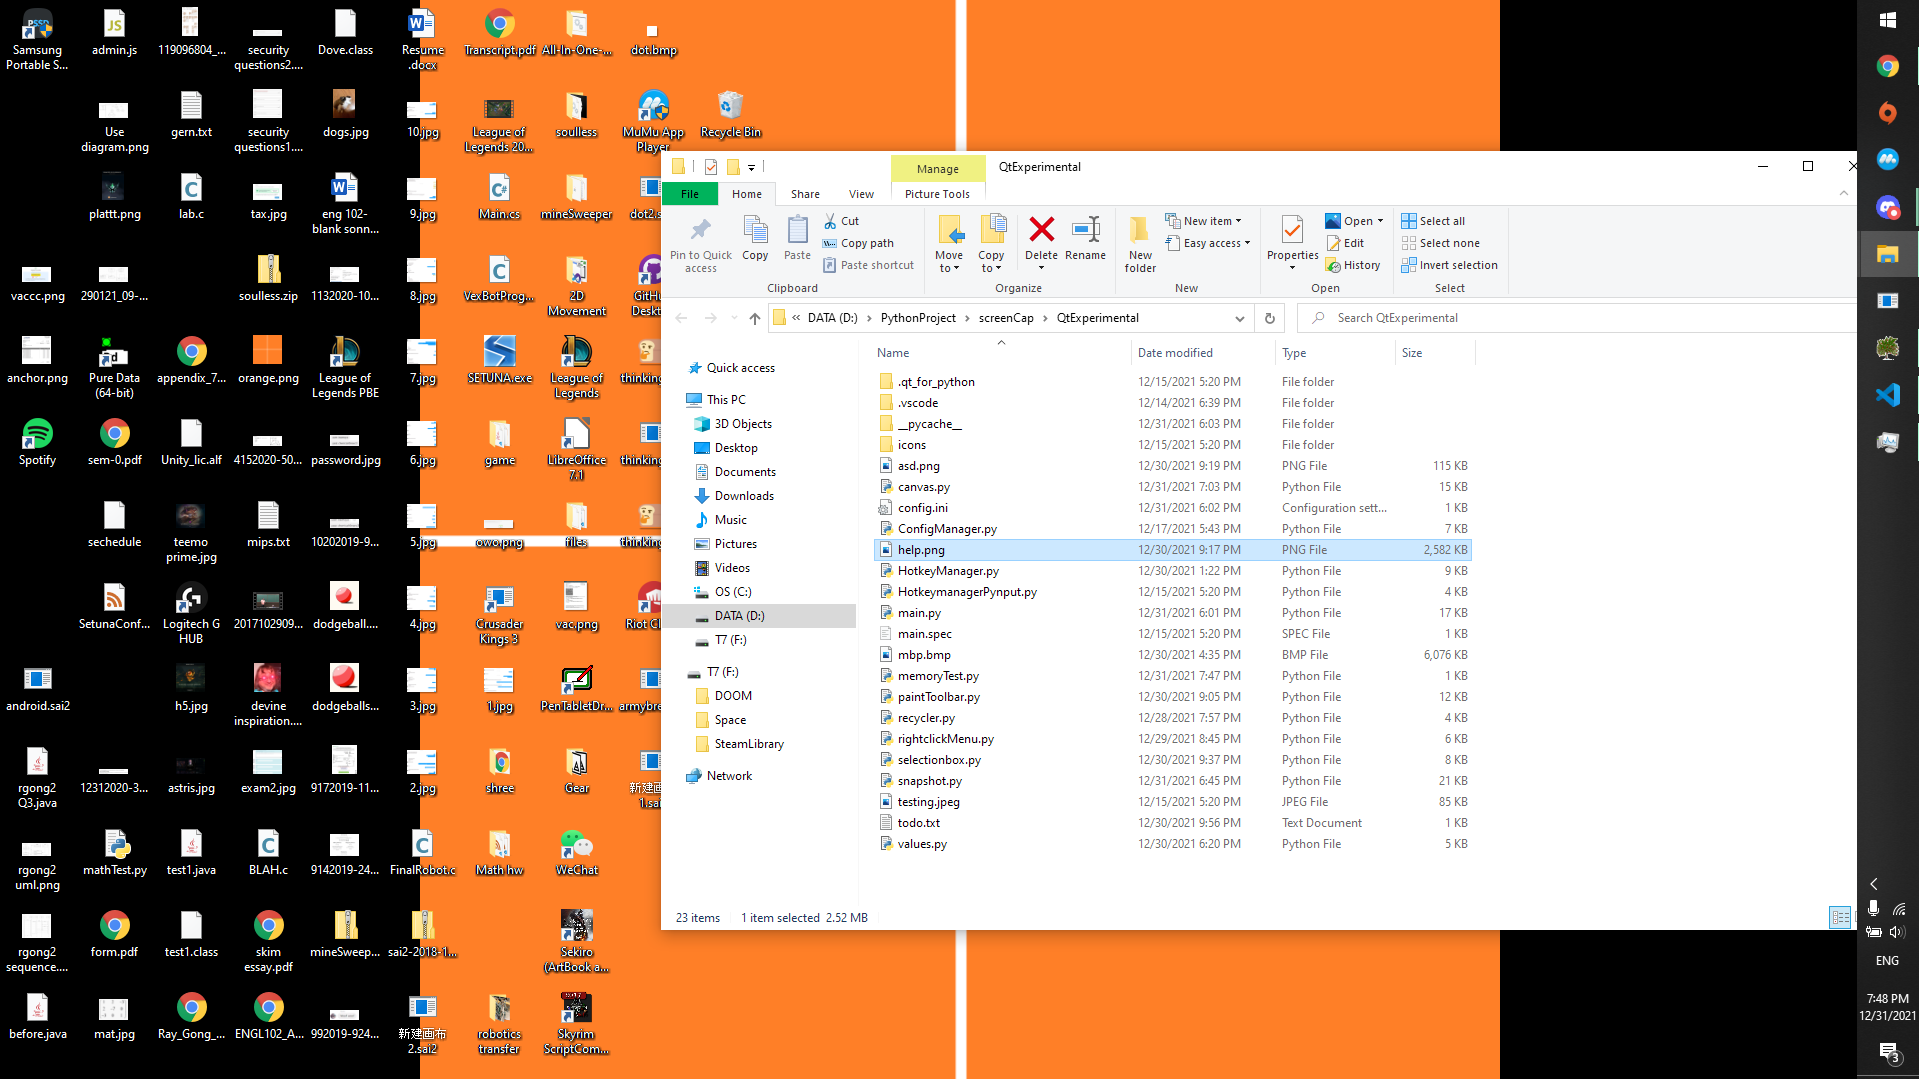 Samsung
Portable S...
admin.js
119096804_...
security
questions2....
Dove.class
Resume
.docx
Transcript.pdf
All-In-One-...
dot.bmp
Use
diagram.png
gern.txt
security
questions1....
dogs.jpg
10.jpg
League of
Legends 20...
soulless
MuMu App
Player
Recycle Bin
plattt.png
lab.c
tax.jpg
eng 102-
blank sonn...
9.jpg
Main.cs
mineSweeper
dot2.s
vaccc.png
290121_09-...
soulless.zip
1132020-10...
8.jpg
VexBotProg...
2D
Movement
GitHu
Deskt
anchor.png
Pure Data
(64-bit)
appendix_7...
orange.png
League of
Legends PBE
7.jpg
SETUNA.exe
League of
Legends
thinking
Spotify
sem-0.pdf
Unity_lic.alf
4152020-50...
password.jpg
6.jpg
game
LibreOffice
7.1
thinking
sechedule
teemo
prime.jpg
mips.txt
10202019-9...
5.jpg
owo.png
files
thinking
SetunaConf...
Logitech G
HUB
2017102909...
dodgeball....
4.jpg
Crusader
Kings 3
vac.png
Riot Cli
android.sai2
h5.jpg
devine
inspiration....
dodgeballs...
3.jpg
1.jpg
PenTabletDr...
armybre
rgong2
Q3.java
12312020-3...
astris.jpg
exam2.jpg
9172019-11...
2.jpg
shree
Gear
新建画布
1.sai
rgong2
uml.png
mathTest.py
test1.java
BLAH.c
9142019-24...
FinalRobot.c
Math hw
WeChat
rgong2
sequence....
form.pdf
test1.class
skim
essay.pdf
mineSweep...
sai2-2018-1...
Sekiro
(ArtBook a...
before.java
mat.jpg
Ray_Gong_...
ENGL102_A...
992019-924...
新建画布
2.sai2
robotics
transfer
Skyrim
ScriptCom...
Manage
QtExperimental
File
Home
Share
View
Picture Tools
Pin to Quick
access
Copy
Paste
Cut
Copy path
Paste shortcut
Clipboard
Move
to
Copy
to
Delete
Rename
Organize
New
folder
New item
Easy access
New
Properties
Open
Edit
History
Open
Select all
Select none
Invert selection
Select
« DATA (D:) › PythonProject › screenCap › QtExperimental
Search QtExperimental
Quick access
This PC
3D Objects
Desktop
Documents
Downloads
Music
Pictures
Videos
OS (C:)
DATA (D:)
T7 (F:)
T7 (F:)
DOOM
Space
SteamLibrary
Network
Name Date modified Type Size
.qt_for_python 12/15/2021 5:20 PM File folder
.vscode 12/14/2021 6:39 PM File folder
__pycache__ 12/31/2021 6:03 PM File folder
icons 12/15/2021 5:20 PM File folder
asd.png 12/30/2021 9:19 PM PNG File 115 KB
canvas.py 12/31/2021 7:03 PM Python File 15 KB
config.ini 12/31/2021 6:02 PM Configuration sett... 1 KB
ConfigManager.py 12/17/2021 5:43 PM Python File 7 KB
help.png 12/30/2021 9:17 PM PNG File 2,582 KB
HotkeyManager.py 12/30/2021 1:22 PM Python File 9 KB
HotkeymanagerPynput.py 12/15/2021 5:20 PM Python File 4 KB
main.py 12/31/2021 6:01 PM Python File 17 KB
main.spec 12/15/2021 5:20 PM SPEC File 1 KB
mbp.bmp 12/30/2021 4:35 PM BMP File 6,076 KB
memoryTest.py 12/31/2021 7:47 PM Python File 1 KB
paintToolbar.py 12/30/2021 9:05 PM Python File 12 KB
recycler.py 12/28/2021 7:57 PM Python File 4 KB
rightclickMenu.py 12/29/2021 8:45 PM Python File 6 KB
selectionbox.py 12/30/2021 9:37 PM Python File 8 KB
snapshot.py 12/31/2021 6:45 PM Python File 21 KB
testing.jpeg 12/15/2021 5:20 PM JPEG File 85 KB
todo.txt 12/30/2021 9:56 PM Text Document 1 KB
values.py 12/30/2021 6:20 PM Python File 5 KB
23 items 1 item selected 2.52 MB
ENG
7:48 PM
12/31/2021
3